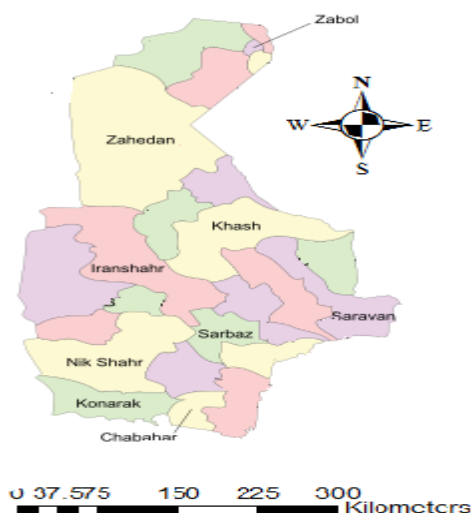 Zabol
N
W E
S
Zahedan
Khash
Iranshahr
Saravan
Sarbaz
Nik Shahr
Konarak
Chabahar
0 37.575 150 225 300
Kilometers